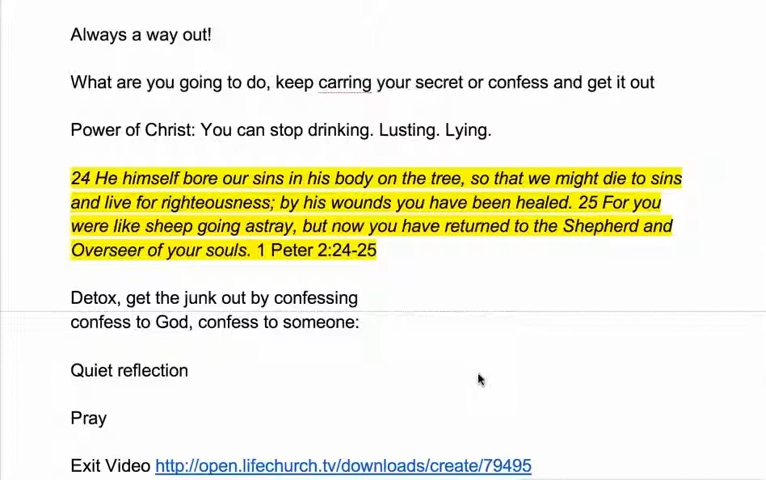 Always a way out!
What are you going to do, keep carring your secret or confess and get it out
Power of Christ: You can stop drinking. Lusting. Lying.
24 He himself bore our sins in his body on the tree, so that we might die to sins
and live for righteousness; by his wounds you have been healed. 25 For you
were like sheep going astray, but now you have returned to the Shepherd and
Overseer of your souls. 1 Peter 2:24-25
Detox, get the junk out by confessing
confess to God, confess to someone:
Quiet reflection
Pray
Exit Video http://open.lifechurch.tv/downloads/create/79495